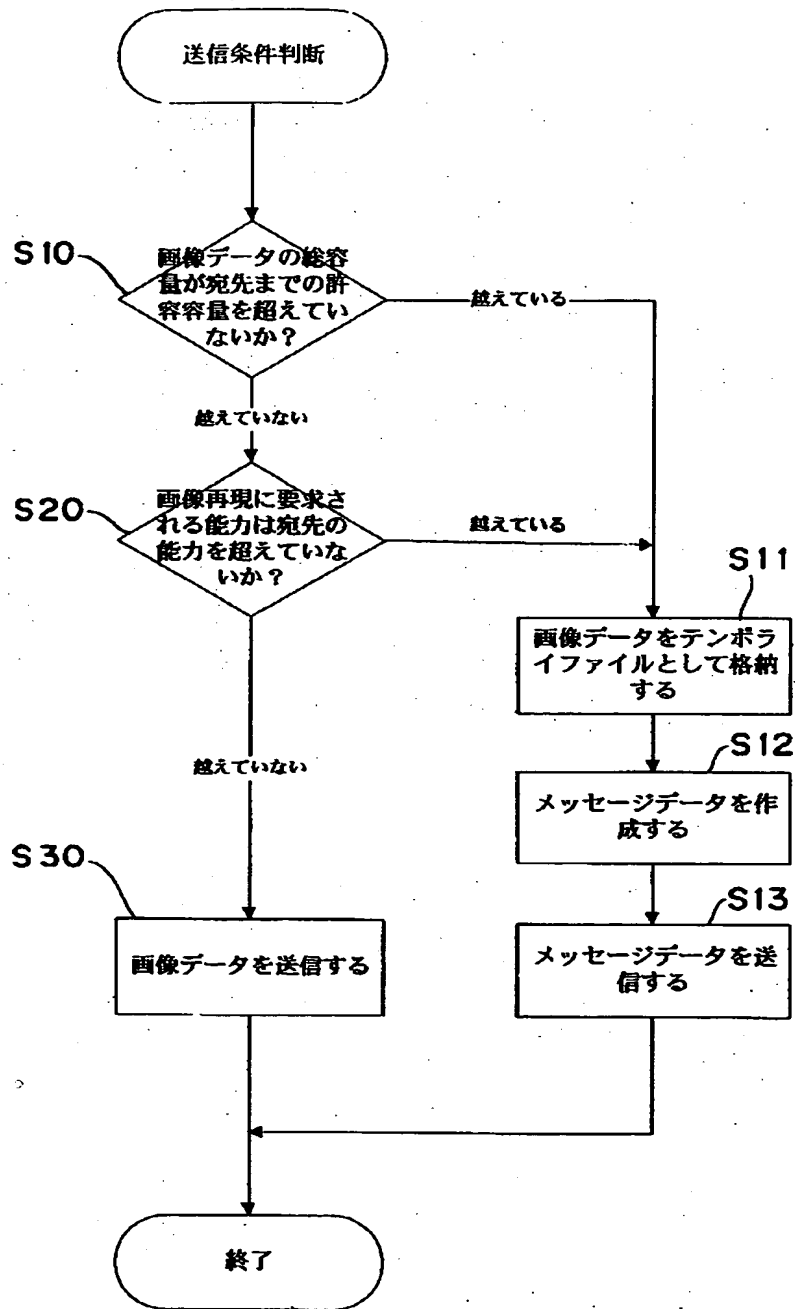 送信条件判断
S10
画像データの総容
量が宛先までの許
容容量を超えてい
ないか?
越えている
越えていない
S20
画像再現に要求さ
れる能力は宛先の
能力を超えていな
いか?
越えている
S11
画像データをテンポラ
イファイルとして格納
する
越えていない
S12
メッセージデータを作
成する
S30
画像データを送信する
S13
メッセージデータを送
信する
終了